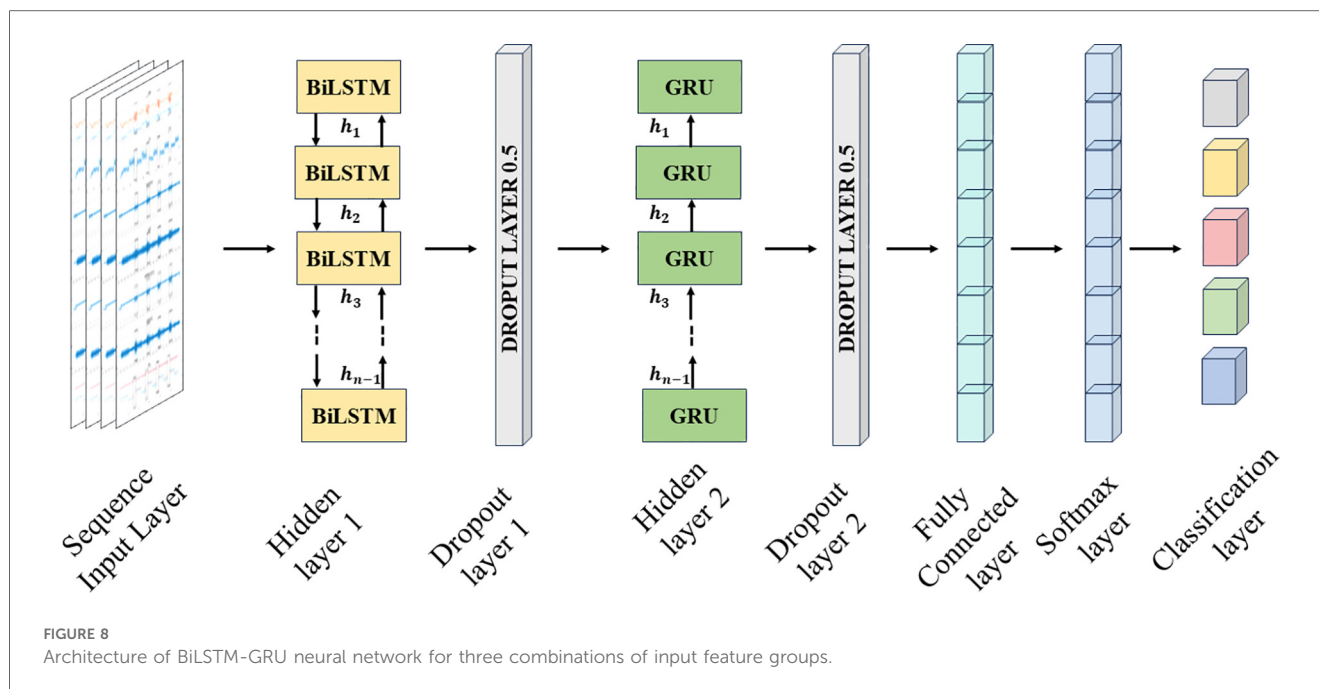 BiLSTM
h₁
BiLSTM
h₂
BiLSTM
h₃
hₙ₋₁
BiLSTM
DROPUT LAYER 0.5
GRU
h₁
GRU
h₂
GRU
h₃
hₙ₋₁
GRU
DROPUT LAYER 0.5
Sequence
Input Layer
Hidden
layer 1
Dropout
layer 1
Hidden
layer 2
Dropout
layer 2
Fully
Connected
layer
Softmax
layer
Classification
layer
FIGURE 8
Architecture of BiLSTM-GRU neural network for three combinations of input feature groups.